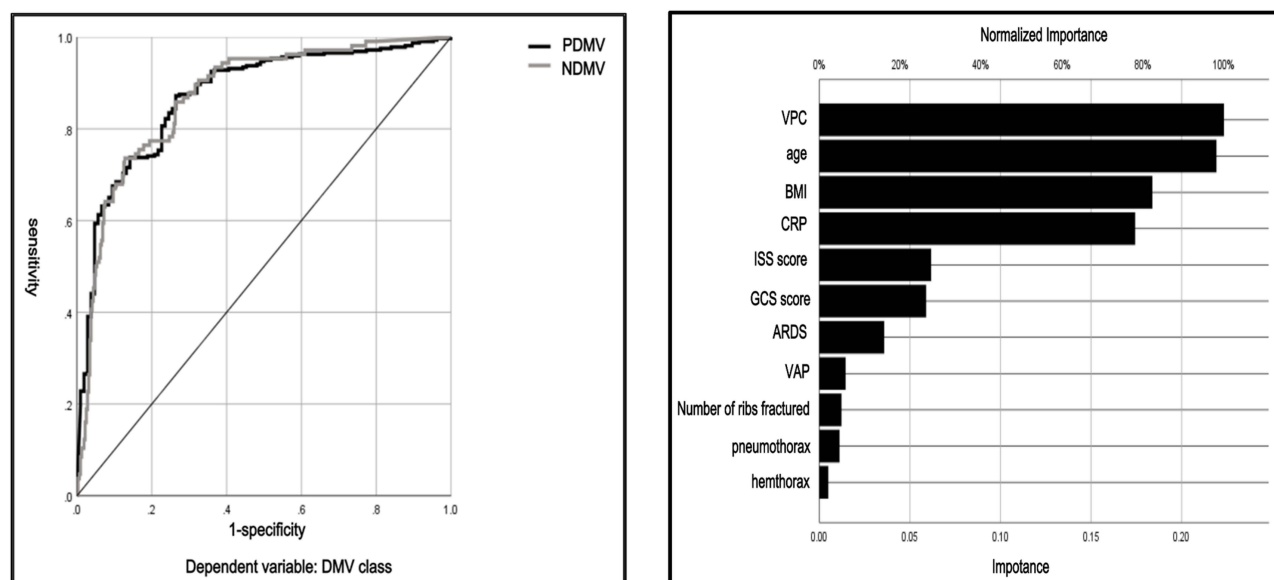 PDMV
NDMV
1.0
.8
.6
.4
.2
.0
sensitivity
.0 .2 .4 .6 .8 1.0
1-specificity
Dependent variable: DMV class
Normalized Importance
0% 20% 40% 60% 80% 100%
VPC
age
BMI
CRP
ISS score
GCS score
ARDS
VAP
Number of ribs fractured
pneumothorax
hemthorax
0.00 0.05 0.10 0.15 0.20
Impotance